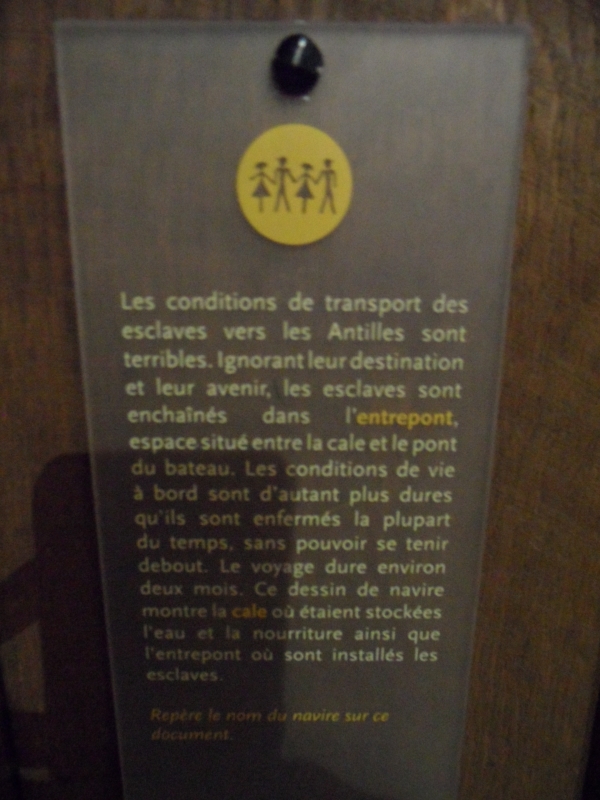 Les conditions de transport des
esclaves vers les Antilles sont
terribles. Ignorant leur destination
et leur avenir, les esclaves sont
enchaînés dans l'entrepont,
espace situé entre la cale et le pont
du bateau. Les conditions de vie
à bord sont d'autant plus dures
qu'ils sont enfermés la plupart
du temps, sans pouvoir se tenir
debout. Le voyage dure environ
deux mois. Ce dessin de navire
montre la cale où étaient stockées
l'eau et la nourriture ainsi que
l'entrepont où sont installés les
esclaves.
Repère le nom du navire sur ce
document.